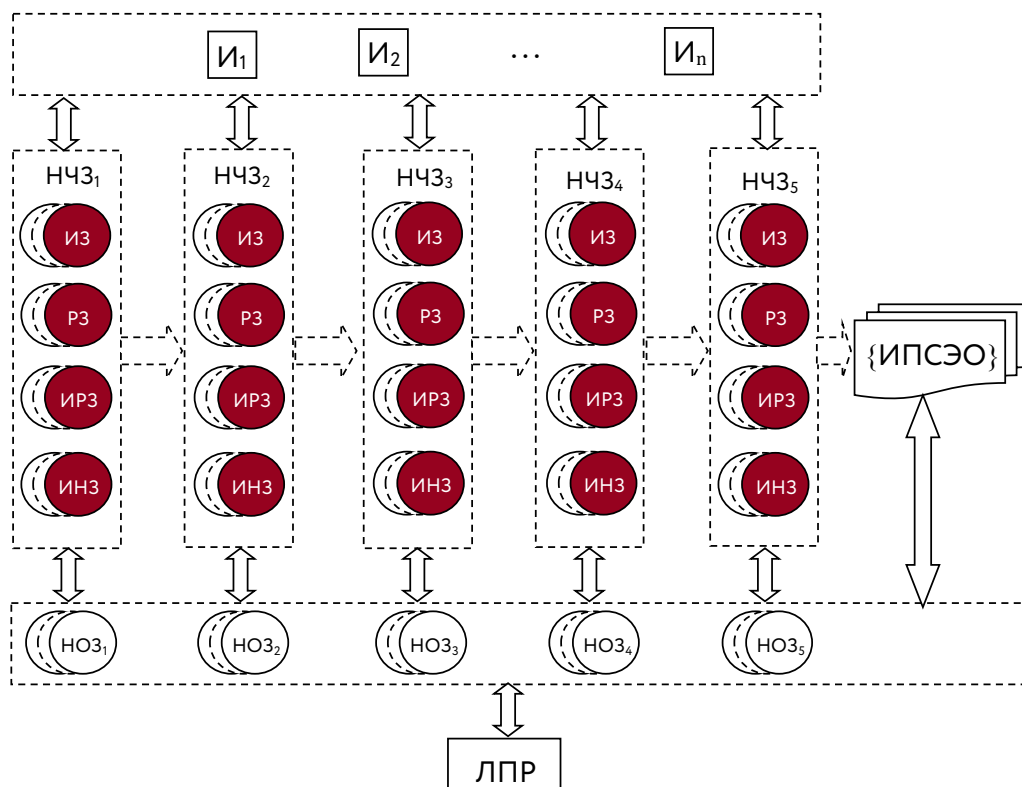 И₁ И₂ ... Иₙ
НЧЗ₁ НЧЗ₂ НЧЗ₃ НЧЗ₄ НЧЗ₅
ИЗ ИЗ ИЗ ИЗ ИЗ
РЗ РЗ РЗ РЗ РЗ
{ИПСЭО}
ИРЗ ИРЗ ИРЗ ИРЗ ИРЗ
ИНЗ ИНЗ ИНЗ ИНЗ ИНЗ
НОЗ₁ НОЗ₂ НОЗ₃ НОЗ₄ НОЗ₅
ЛПР